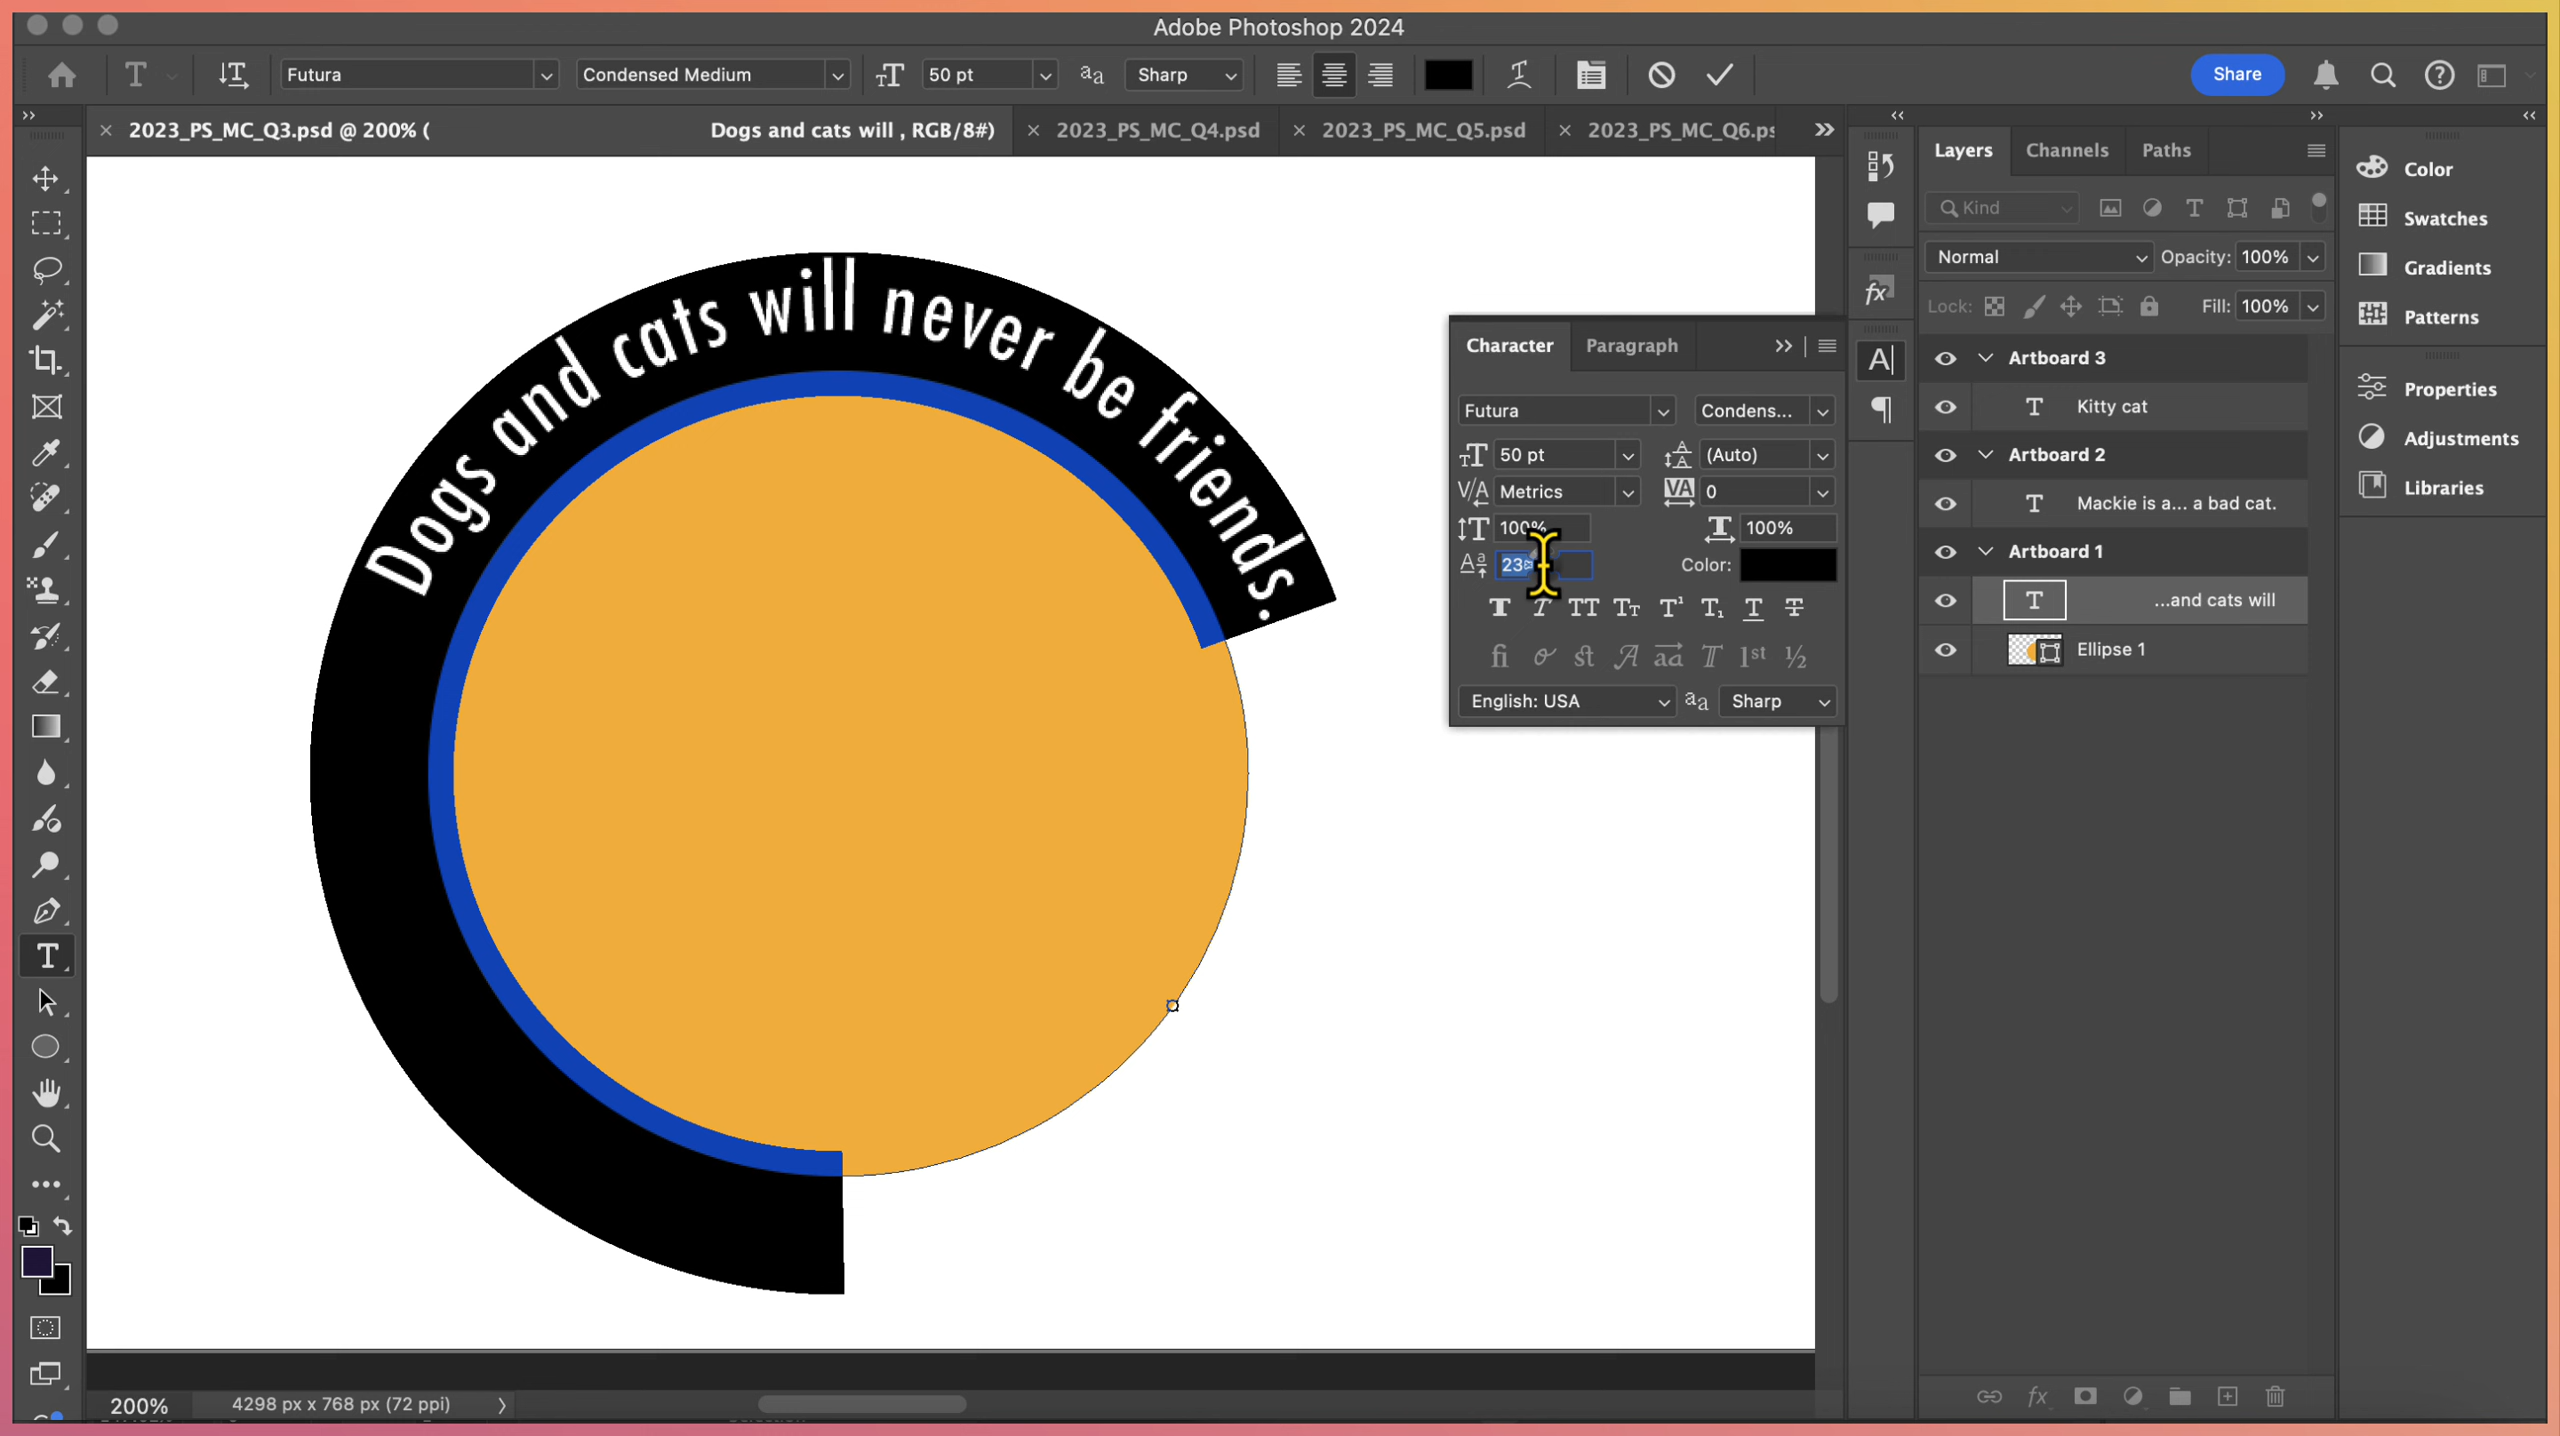 Adobe Photoshop 2024
Futura
Condensed Medium
50 pt
Sharp
Share
2023_PS_MC_Q3.psd @ 200% ( Dogs and cats will , RGB/8#)
2023_PS_MC_Q4.psd
2023_PS_MC_Q5.psd
2023_PS_MC_Q6.ps
Dogs and cats will never be friends.
Character
Paragraph
Futura
Condens...
50 pt
(Auto)
Metrics
0
100%
100%
23
Color:
English: USA
Sharp
Layers
Channels
Paths
Kind
Normal
Opacity: 100%
Lock:
Fill: 100%
Artboard 3
Kitty cat
Artboard 2
Mackie is a... a bad cat.
Artboard 1
...and cats will
Ellipse 1
Color
Swatches
Gradients
Patterns
Properties
Adjustments
Libraries
200%
4298 px x 768 px (72 ppi)